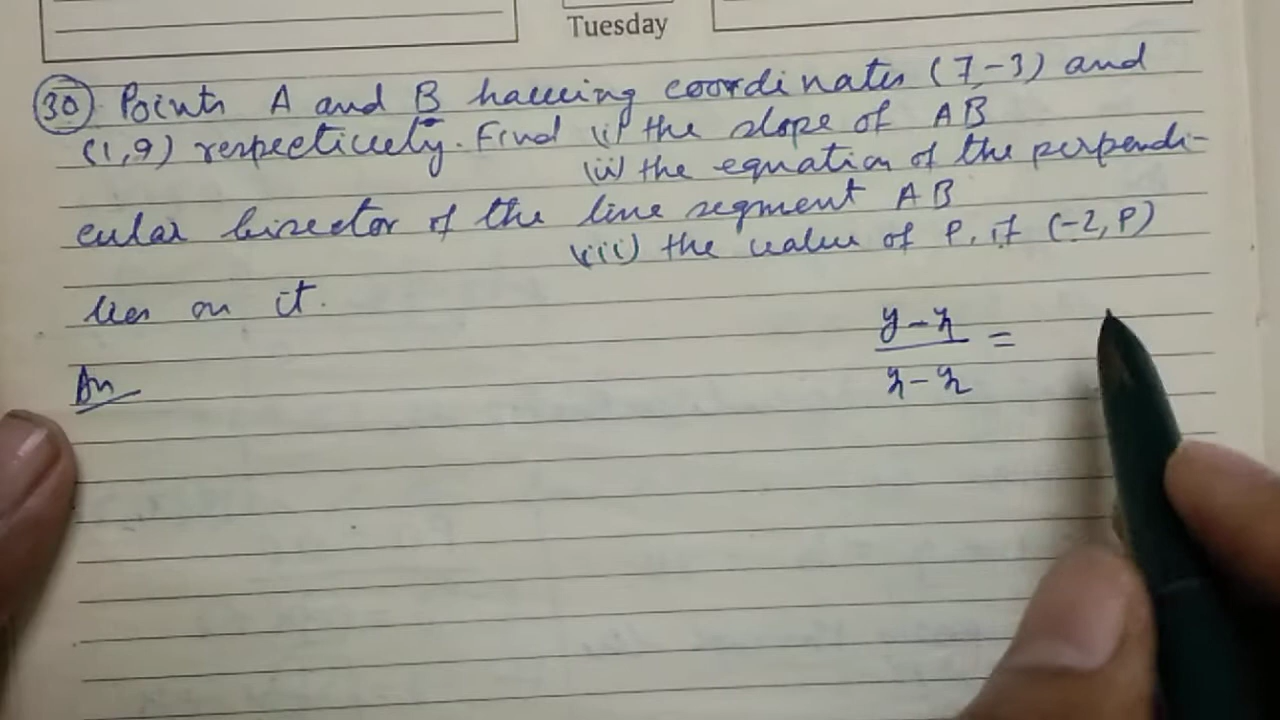 Tuesday
(30) Points A and B having coordinates (7,-3) and
(1,9) respectively. Find (i) the slope of AB
(ii) the equation of the perpendi-
cular bisector of the line segment AB
(iii) the value of P, if (-2, P)
lies on it.
y - y
=
x - x
An